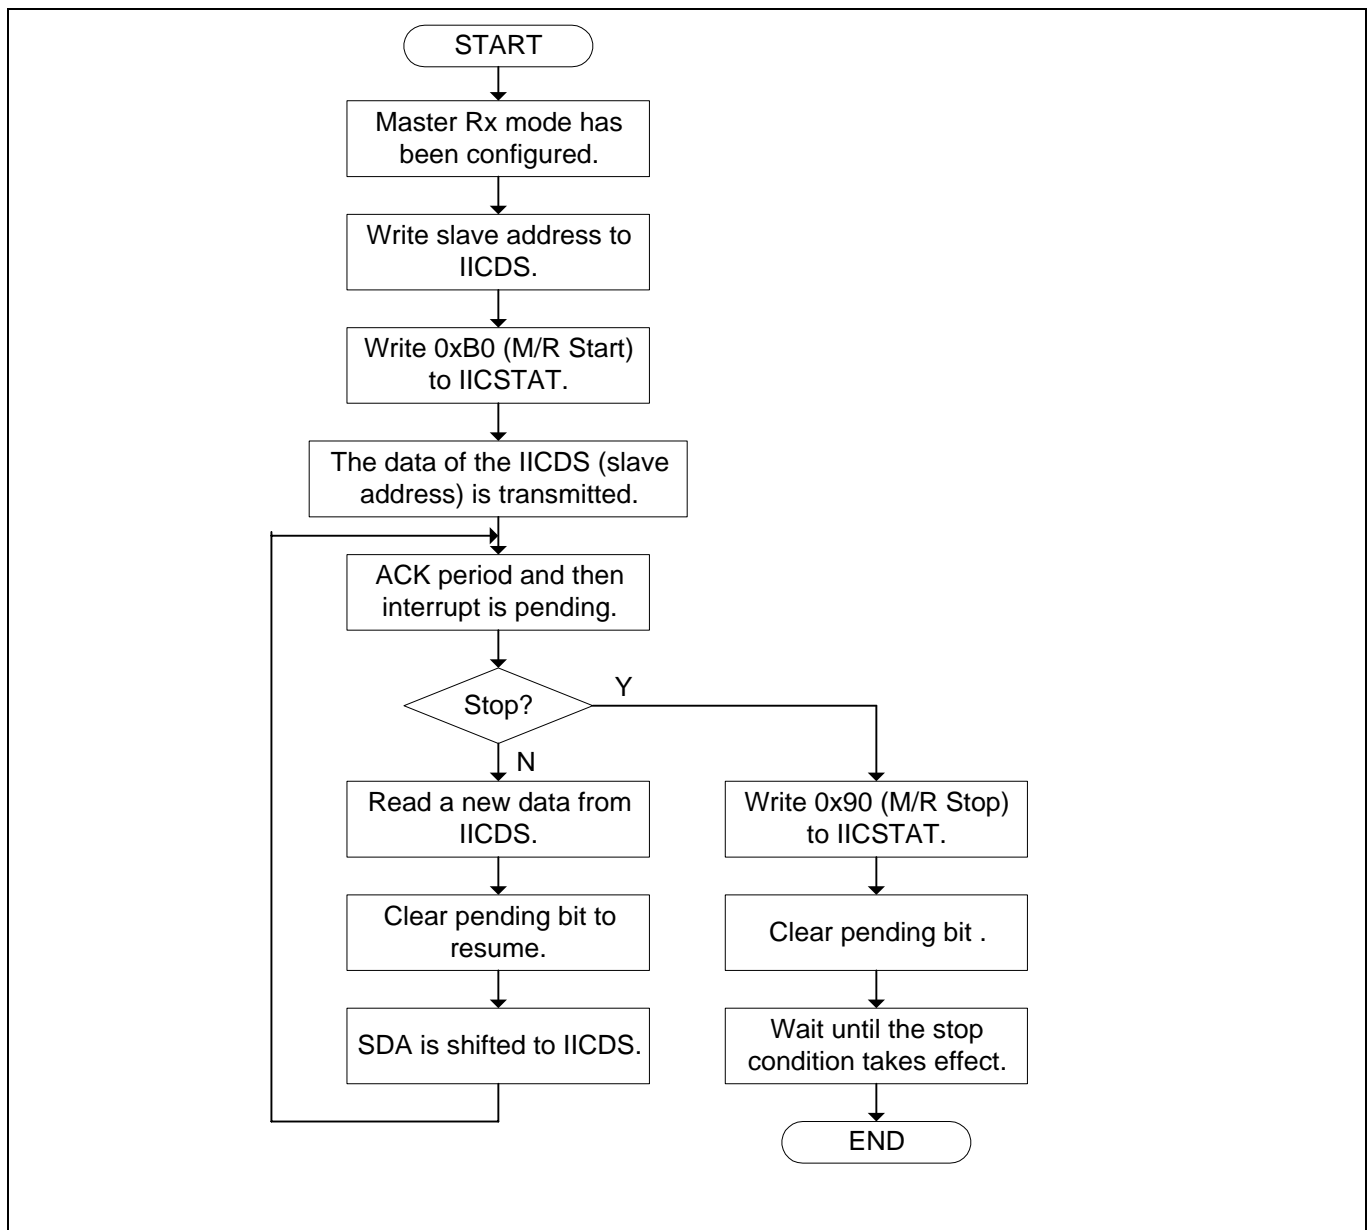 START
Master Rx mode has
been configured.
Write slave address to
IICDS.
Write 0xB0 (M/R Start)
to IICSTAT.
The data of the IICDS (slave
address) is transmitted.
ACK period and then
interrupt is pending.
Stop?
Y
N
Read a new data from
IICDS.
Clear pending bit to
resume.
SDA is shifted to IICDS.
Write 0x90 (M/R Stop)
to IICSTAT.
Clear pending bit .
Wait until the stop
condition takes effect.
END